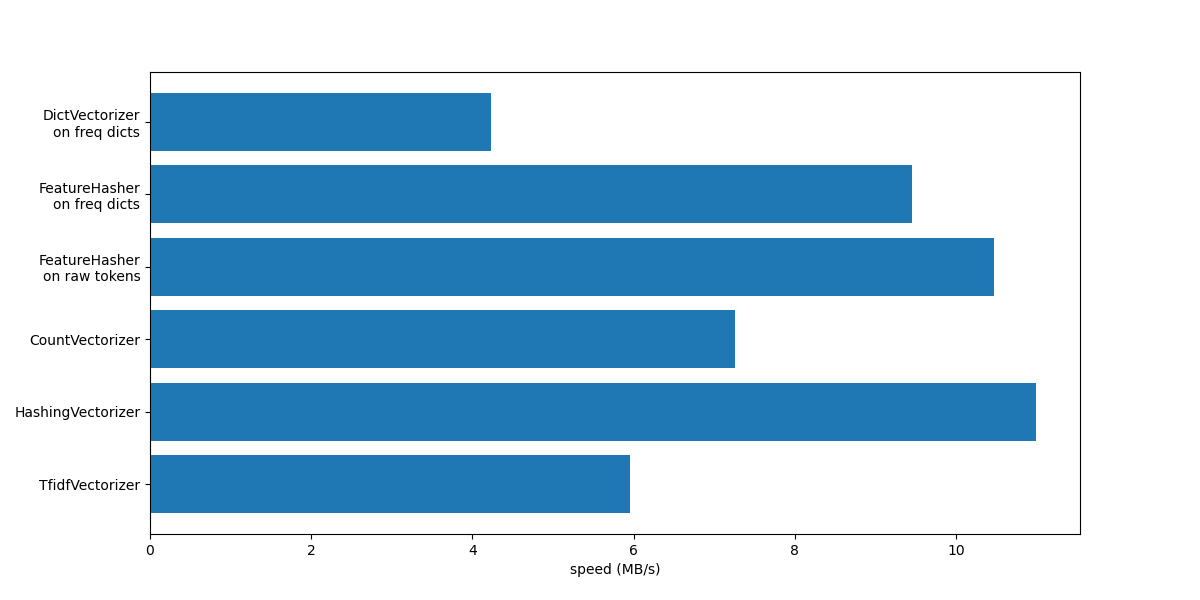 DictVectorizer
on freq dicts
FeatureHasher
on freq dicts
FeatureHasher
on raw tokens
CountVectorizer
HashingVectorizer
TfidfVectorizer
0 2 4 6 8 10
speed (MB/s)